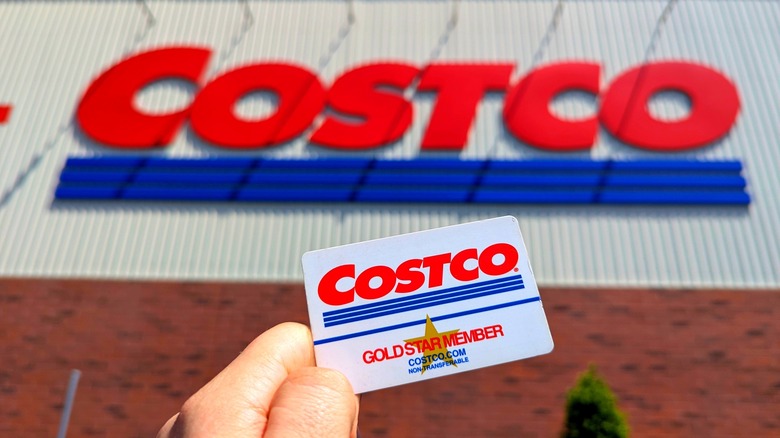 COSTCO
COSTCO
GOLD STAR MEMBER
COSTCO.COM
NON-TRANSFERABLE